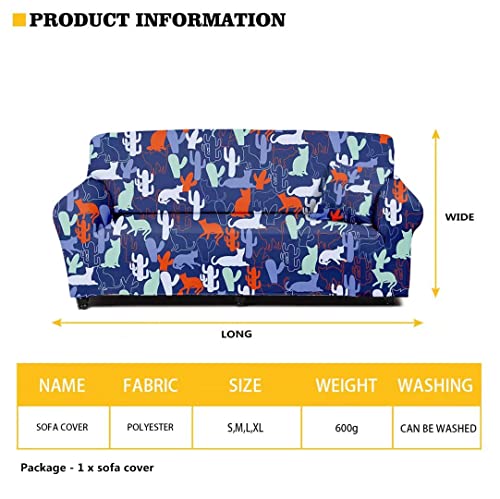 PRODUCT INFORMATION
WIDE
LONG
NAME FABRIC SIZE WEIGHT WASHING
SOFA COVER POLYESTER S,M,L,XL 600g CAN BE WASHED
Package - 1 x sofa cover